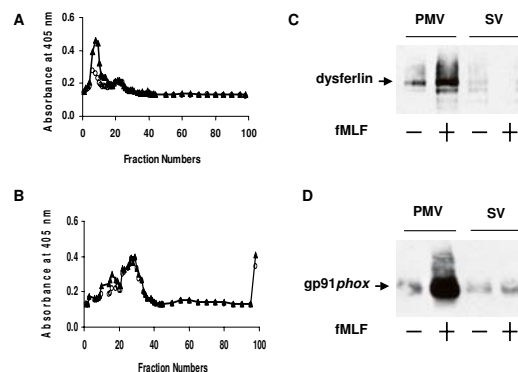 A
Absorbance at 405 nm
0.6
0.4
0.2
0.0
0 20 40 60 80 100
Fraction Numbers
B
Absorbance at 405 nm
0.6
0.4
0.2
0.0
0 20 40 60 80 100
Fraction Numbers
C
PMV SV
dysferlin
− + − +
fMLF
D
PMV SV
gp91phox
fMLF − + − +